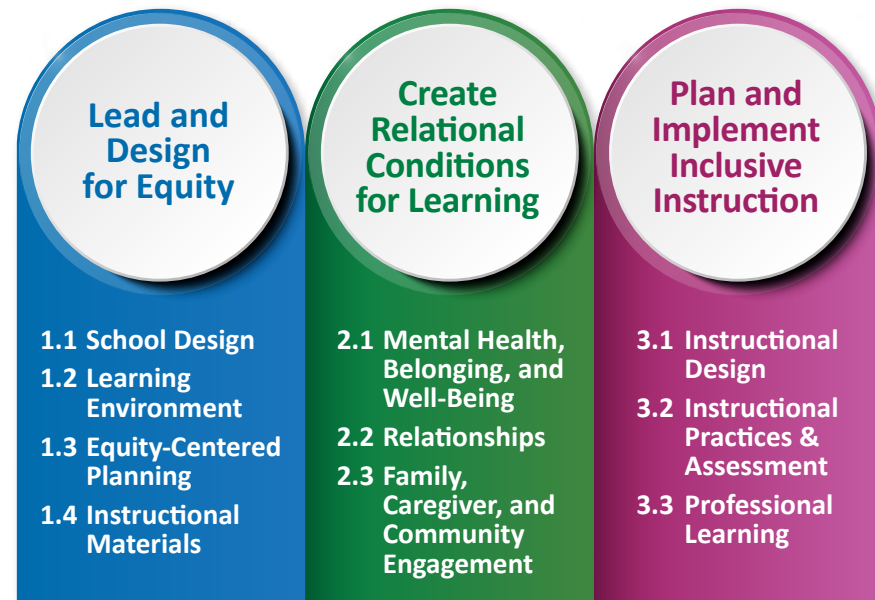 Lead and
Design
for Equity
1.1 School Design
1.2 Learning
Environment
1.3 Equity-Centered
Planning
1.4 Instructional
Materials
Create
Relational
Conditions
for Learning
2.1 Mental Health,
Belonging, and
Well-Being
2.2 Relationships
2.3 Family,
Caregiver, and
Community
Engagement
Plan and
Implement
Inclusive
Instruction
3.1 Instructional
Design
3.2 Instructional
Practices &
Assessment
3.3 Professional
Learning